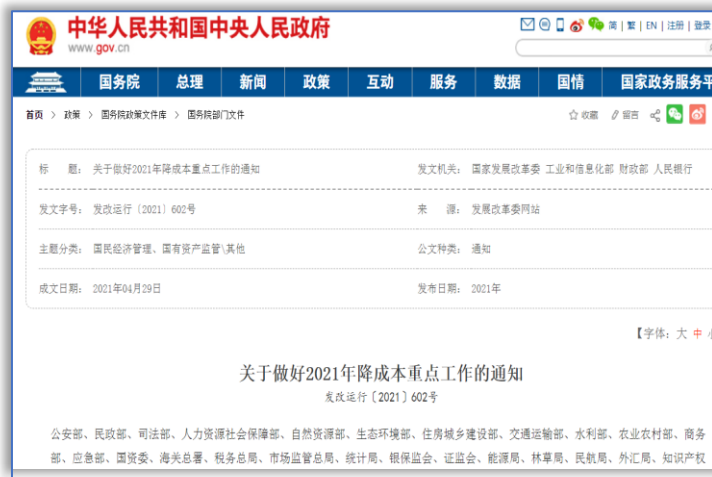 中华人民共和国中央人民政府
www.gov.cn
简 | 繁 | EN | 注册 | 登录
国务院 总理 新闻 政策 互动 服务 数据 国情 国家政务服务平
首页 > 政策 > 国务院政策文件库 > 国务院部门文件
收藏 留言
标 题: 关于做好2021年降成本重点工作的通知 发文机关: 国家发展改革委 工业和信息化部 财政部 人民银行
发文字号: 发改运行〔2021〕602号 来 源: 发展改革委网站
主题分类: 国民经济管理、国有资产监管\其他 公文种类: 通知
成文日期: 2021年04月29日 发布日期: 2021年
【字体: 大 中 小
关于做好2021年降成本重点工作的通知
发改运行〔2021〕602号
公安部、民政部、司法部、人力资源社会保障部、自然资源部、生态环境部、住房城乡建设部、交通运输部、水利部、农业农村部、商务
部、应急部、国资委、海关总署、税务总局、市场监管总局、统计局、银保监会、证监会、能源局、林草局、民航局、外汇局、知识产权